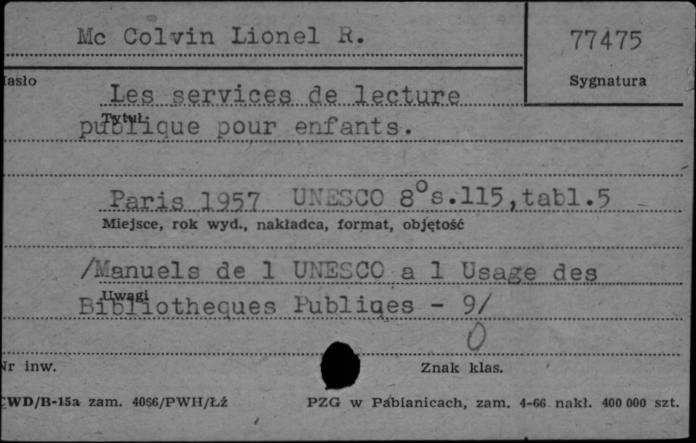 Mc Colvin Lionel R.
77475
Sygnatura
Les services de lecture
Tytuł
publique pour enfants.
Paris 1957 UNESCO 8° s.115,tabl.5
Miejsce, rok wyd., nakładca, format, objętość
/Manuels de l UNESCO a l Usage des
Uwagi
Bibliotheques Publiqes - 9/
0
Nr inw.
Znak klas.
CWD/B-15a zam. 4066/PWH/Łź
PZG w Pabianicach, zam. 4-66 nakł. 400 000 szt.